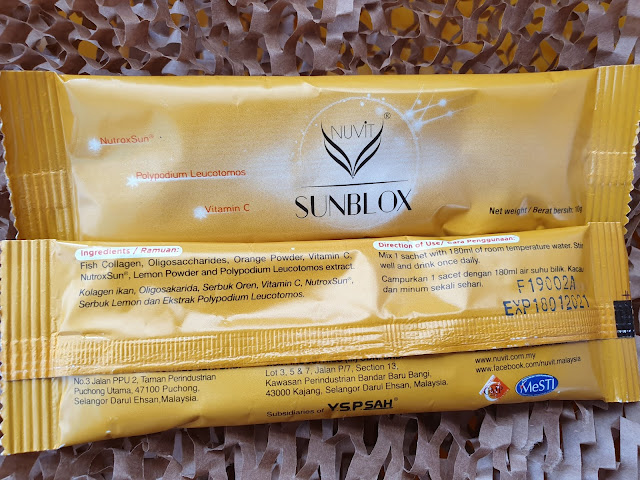 NUVIT®
NutroxSun®
Polypodium Leucotomos
Vitamin C
SUNBLOX
Net weight / Berat bersih: 10g
Ingredients / Ramuan:
Fish Collagen, Oligosaccharides, Orange Powder, Vitamin C,
NutroxSun®, Lemon Powder and Polypodium Leucotomos extract.
Kolagen ikan, Oligosakarida, Serbuk Oren, Vitamin C, NutroxSun®,
Serbuk Lemon dan Ekstrak Polypodium Leucotomos.
Direction of Use/ Cara Penggunaan:
Mix 1 sachet with 180ml of room temperature water.
well and drink once daily.
Campurkan 1 sacet dengan 180ml air suhu bilik.
dan minum sekali sehari.
F19002A
EXP18012021
No.3 Jalan PPU 2, Taman Perindustrian
Puchong Utama, 47100 Puchong,
Selangor Darul Ehsan, Malaysia.
Lot 3, 5 & 7, Jalan P/7, Section 13,
Kawasan Perindustrian Bandar Baru Bangi,
43000 Kajang, Selangor Darul Ehsan, Malaysia.
Subsidiaries of YSPSAH
www.nuvit.com.my
www.facebook.com/nuvit.malaysia
MeSTI